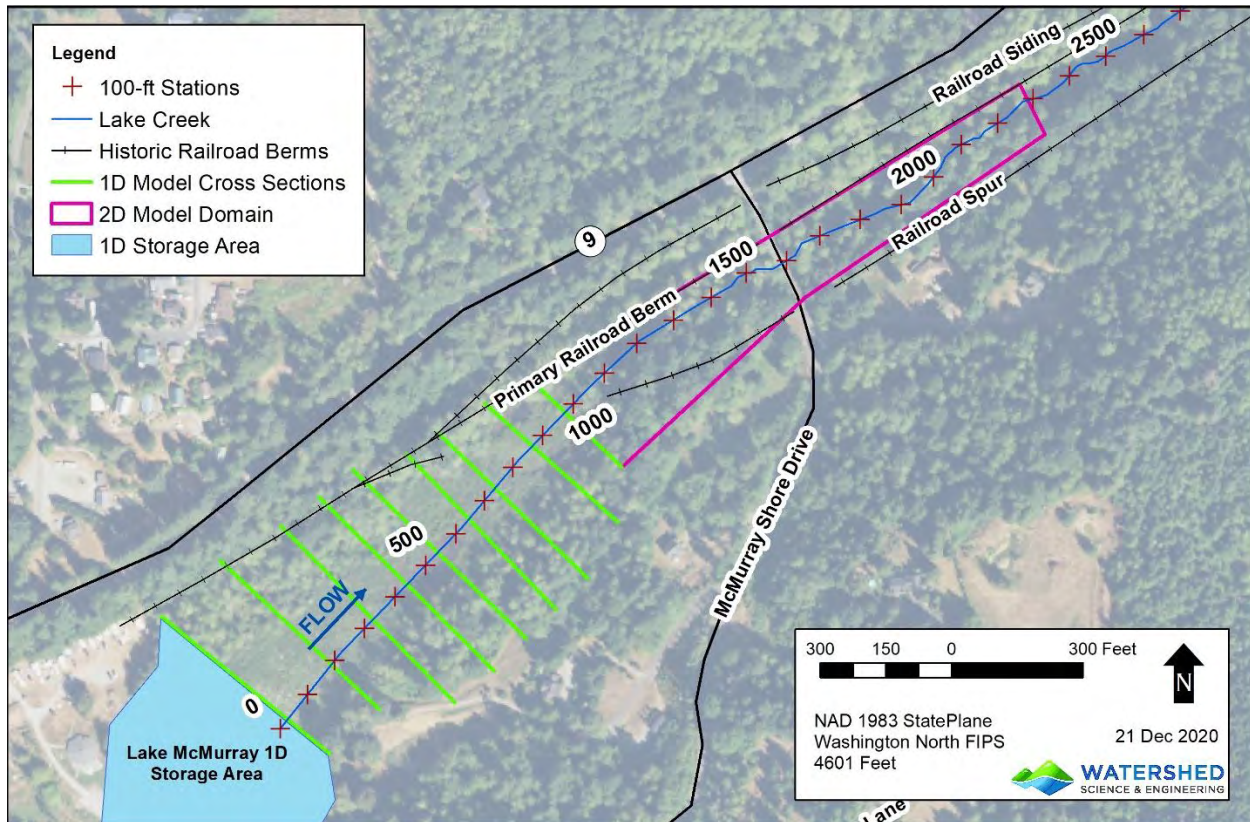 Legend
100-ft Stations
Lake Creek
Historic Railroad Berms
1D Model Cross Sections
2D Model Domain
1D Storage Area
Railroad Siding
2500
2000
Railroad Spur
9
1500
Primary Railroad Berm
1000
McMurray Shore Drive
500
FLOW
0
Lake McMurray 1D
Storage Area
300 150 0 300 Feet
N
NAD 1983 StatePlane
Washington North FIPS
4601 Feet
21 Dec 2020
WATERSHED
SCIENCE & ENGINEERING
Lane